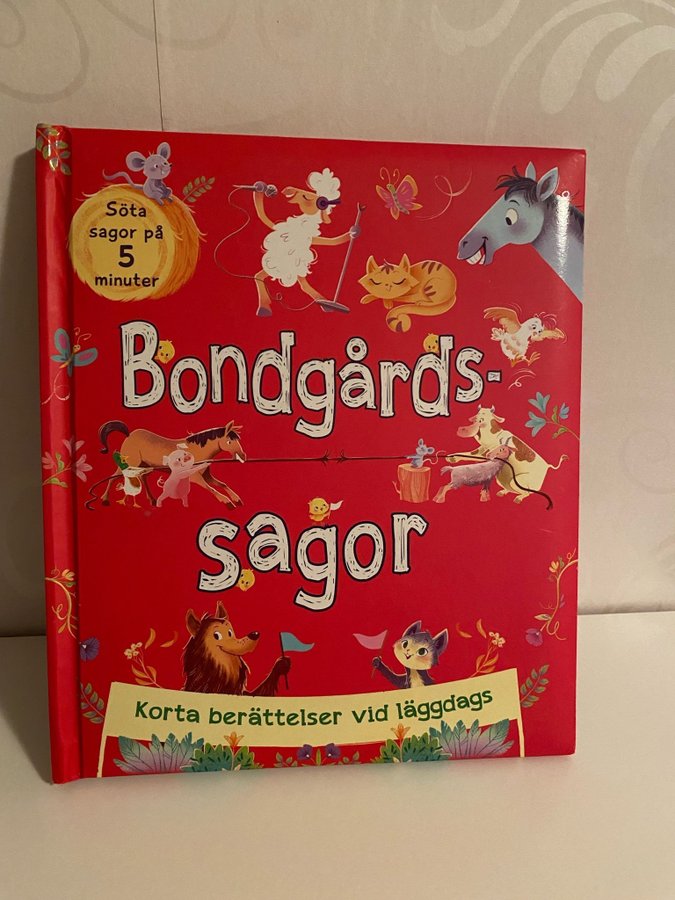 Söta
sagor på
5
minuter
Bondgårds-
sagor
Korta berättelser vid läggdags